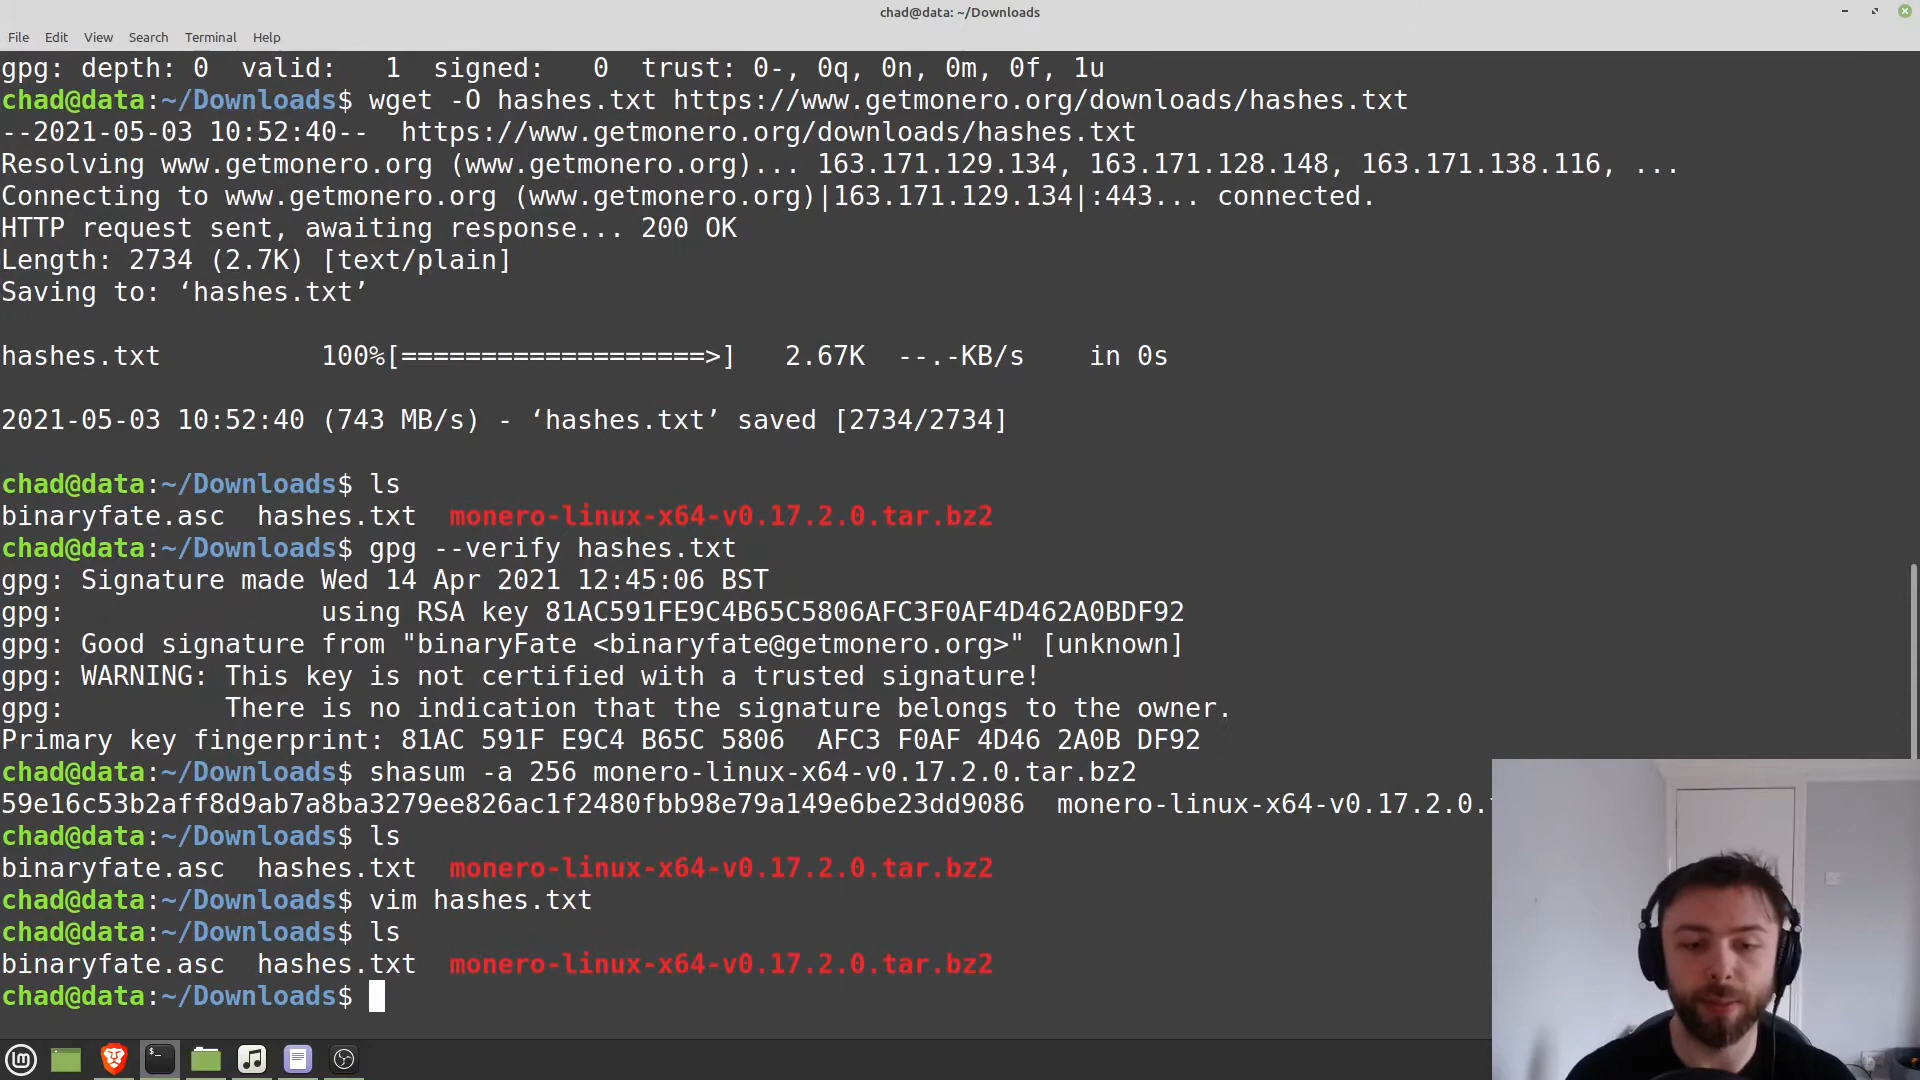 chad@data: ~/Downloads
File Edit View Search Terminal Help
gpg: depth: 0  valid:   1  signed:   0  trust: 0-, 0q, 0n, 0m, 0f, 1u
chad@data:~/Downloads$ wget -O hashes.txt https://www.getmonero.org/downloads/hashes.txt
--2021-05-03 10:52:40--  https://www.getmonero.org/downloads/hashes.txt
Resolving www.getmonero.org (www.getmonero.org)... 163.171.129.134, 163.171.128.148, 163.171.138.116, ...
Connecting to www.getmonero.org (www.getmonero.org)|163.171.129.134|:443... connected.
HTTP request sent, awaiting response... 200 OK
Length: 2734 (2.7K) [text/plain]
Saving to: ‘hashes.txt’
hashes.txt          100%[===================>]   2.67K  --.-KB/s    in 0s
2021-05-03 10:52:40 (743 MB/s) - ‘hashes.txt’ saved [2734/2734]
chad@data:~/Downloads$ ls
binaryfate.asc  hashes.txt  monero-linux-x64-v0.17.2.0.tar.bz2
chad@data:~/Downloads$ gpg --verify hashes.txt
gpg: Signature made Wed 14 Apr 2021 12:45:06 BST
gpg:                using RSA key 81AC591FE9C4B65C5806AFC3F0AF4D462A0BDF92
gpg: Good signature from "binaryFate <binaryfate@getmonero.org>" [unknown]
gpg: WARNING: This key is not certified with a trusted signature!
gpg:          There is no indication that the signature belongs to the owner.
Primary key fingerprint: 81AC 591F E9C4 B65C 5806  AFC3 F0AF 4D46 2A0B DF92
chad@data:~/Downloads$ shasum -a 256 monero-linux-x64-v0.17.2.0.tar.bz2
59e16c53b2aff8d9ab7a8ba3279ee826ac1f2480fbb98e79a149e6be23dd9086  monero-linux-x64-v0.17.2.0.
chad@data:~/Downloads$ ls
binaryfate.asc  hashes.txt  monero-linux-x64-v0.17.2.0.tar.bz2
chad@data:~/Downloads$ vim hashes.txt
chad@data:~/Downloads$ ls
binaryfate.asc  hashes.txt  monero-linux-x64-v0.17.2.0.tar.bz2
chad@data:~/Downloads$